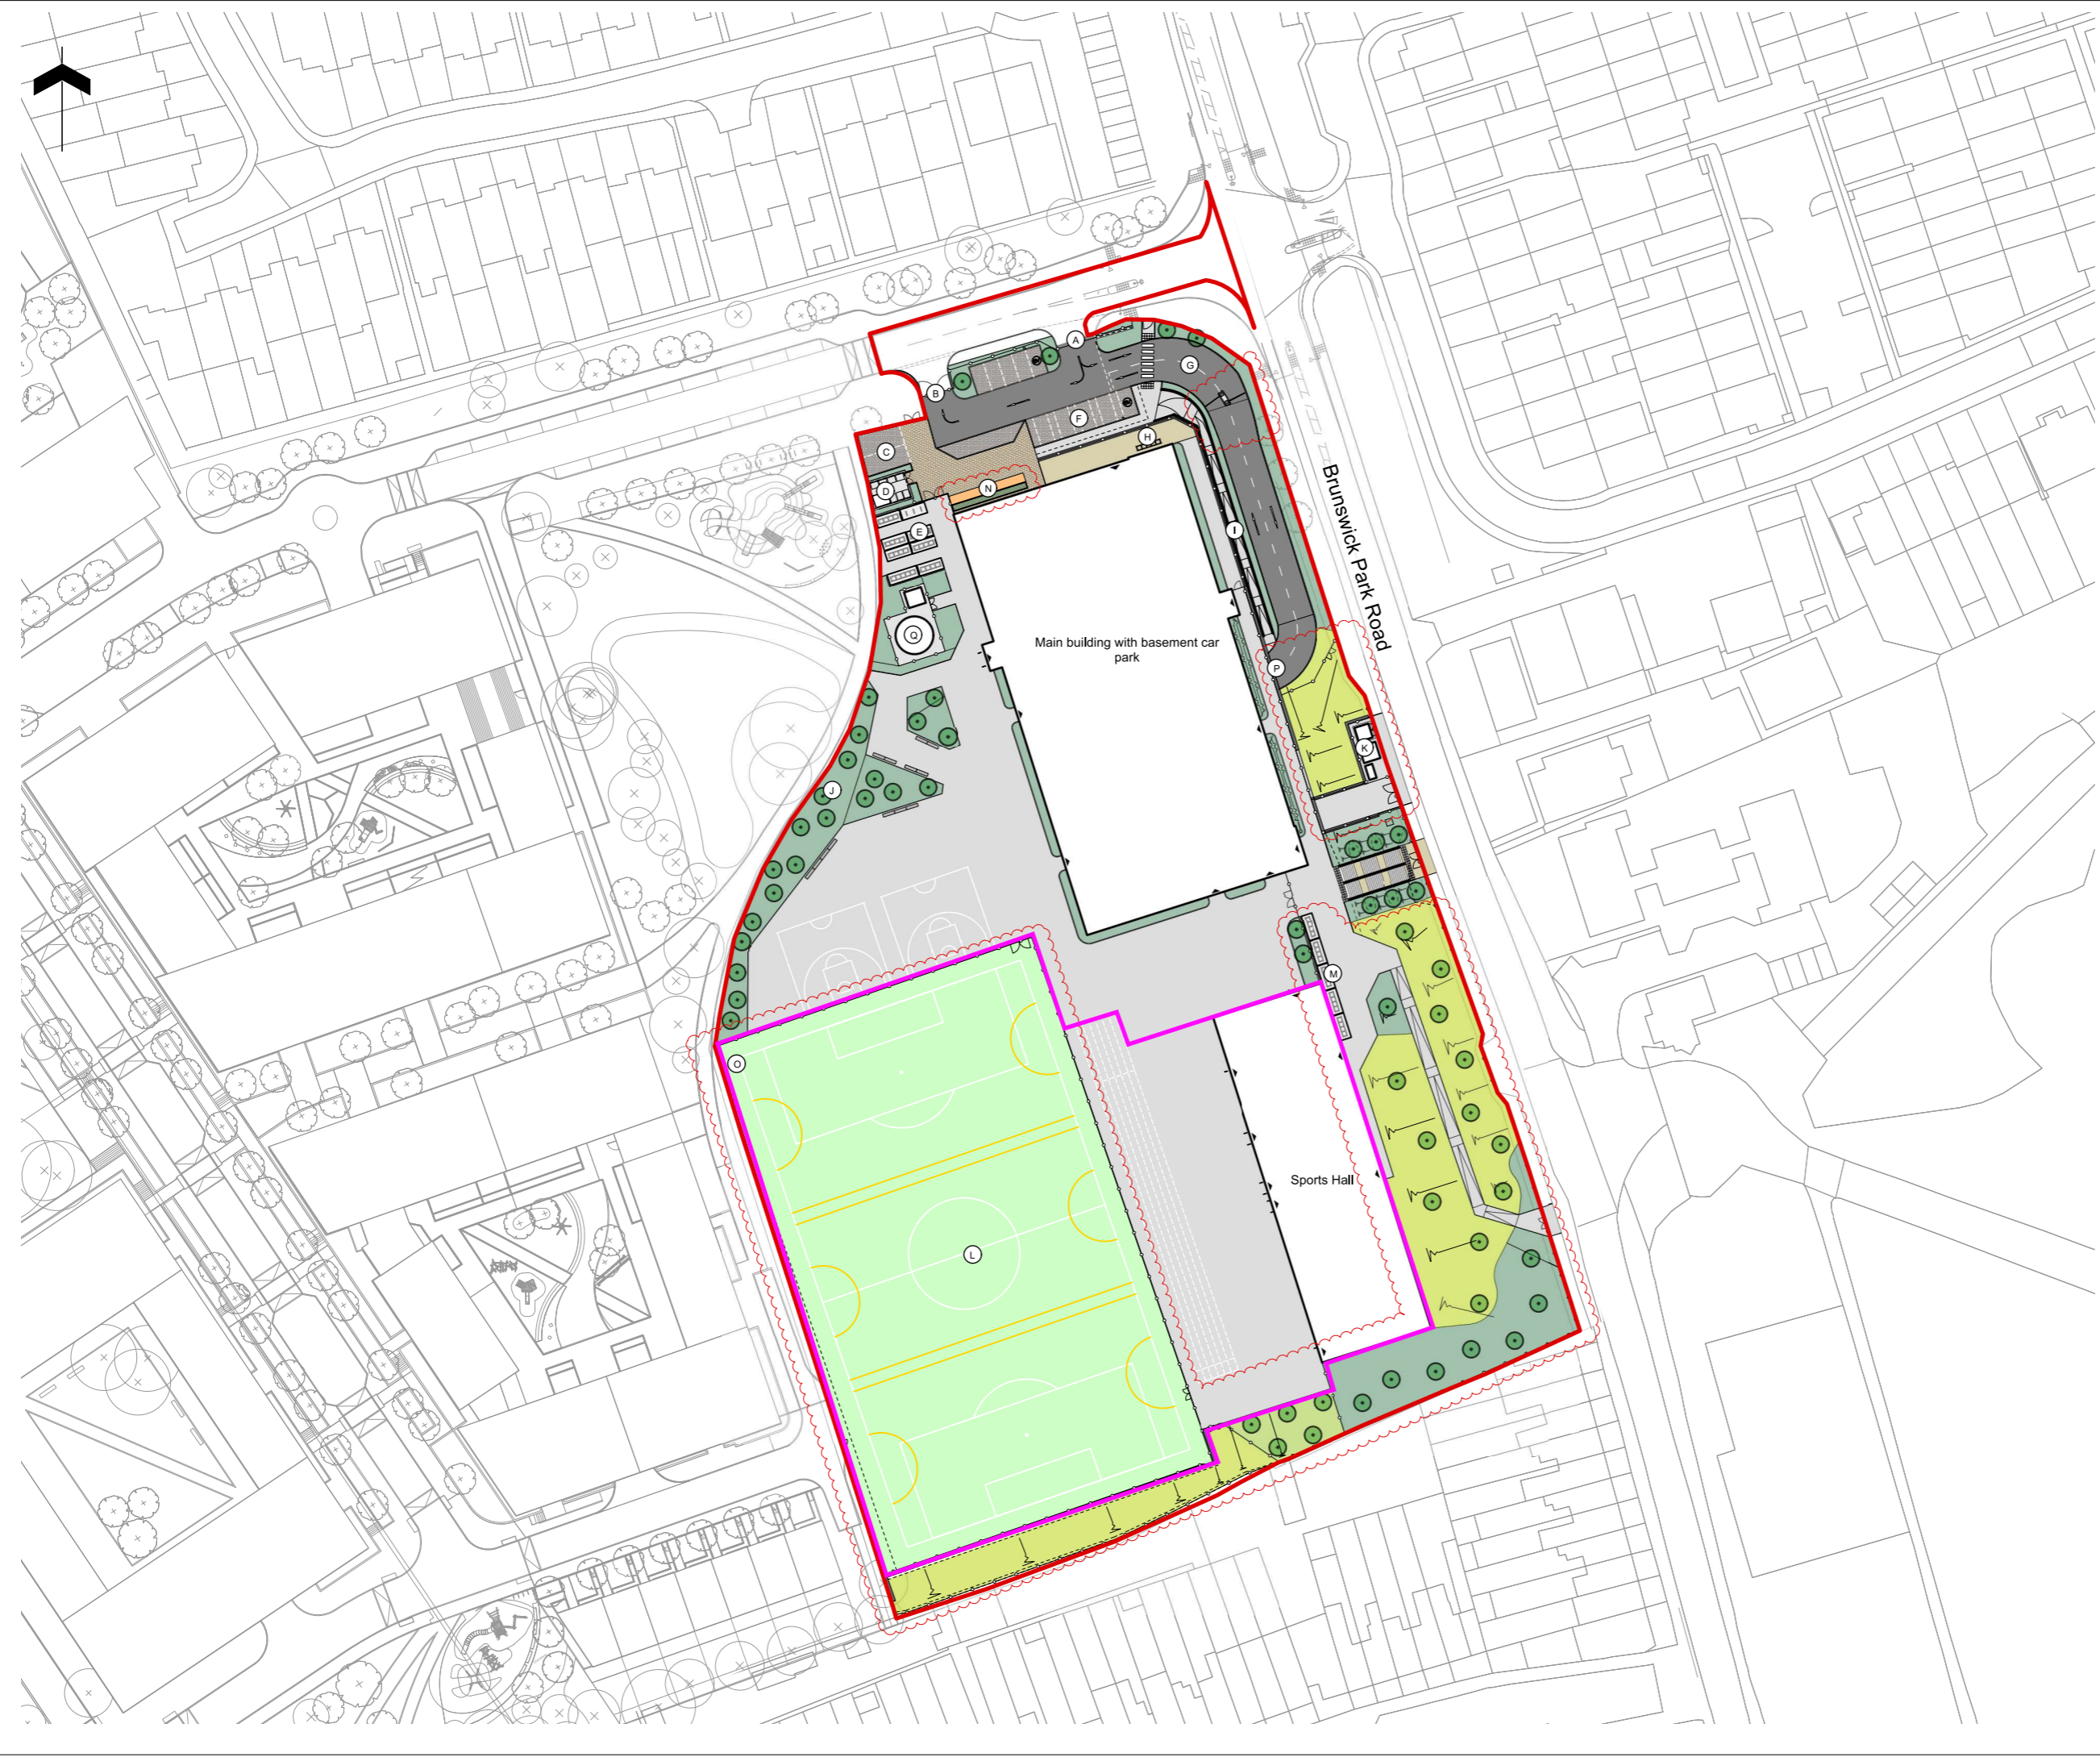 A
G
B
F
H
C
D
N
E
I
Brunswick Park Road
Q
Main building with basement car
park
P
K
J
M
O
Sports Hall
L